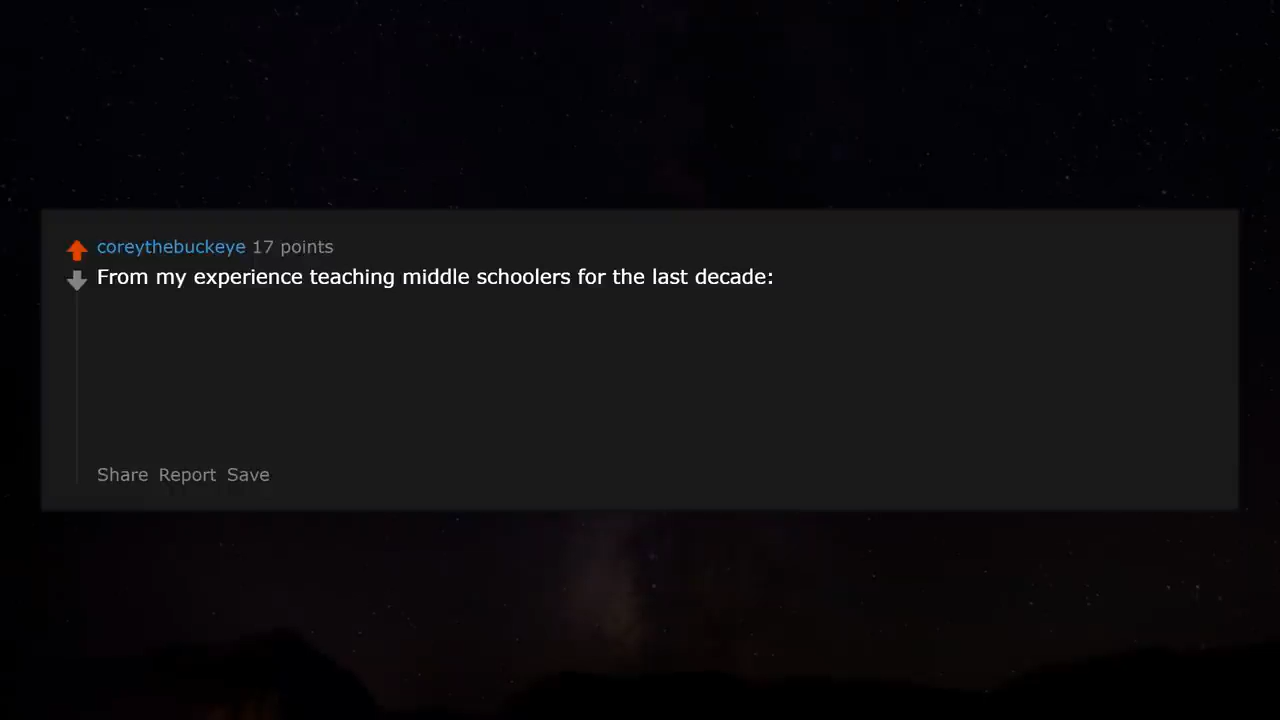 coreythebuckeye 17 points
From my experience teaching middle schoolers for the last decade:
Share Report Save